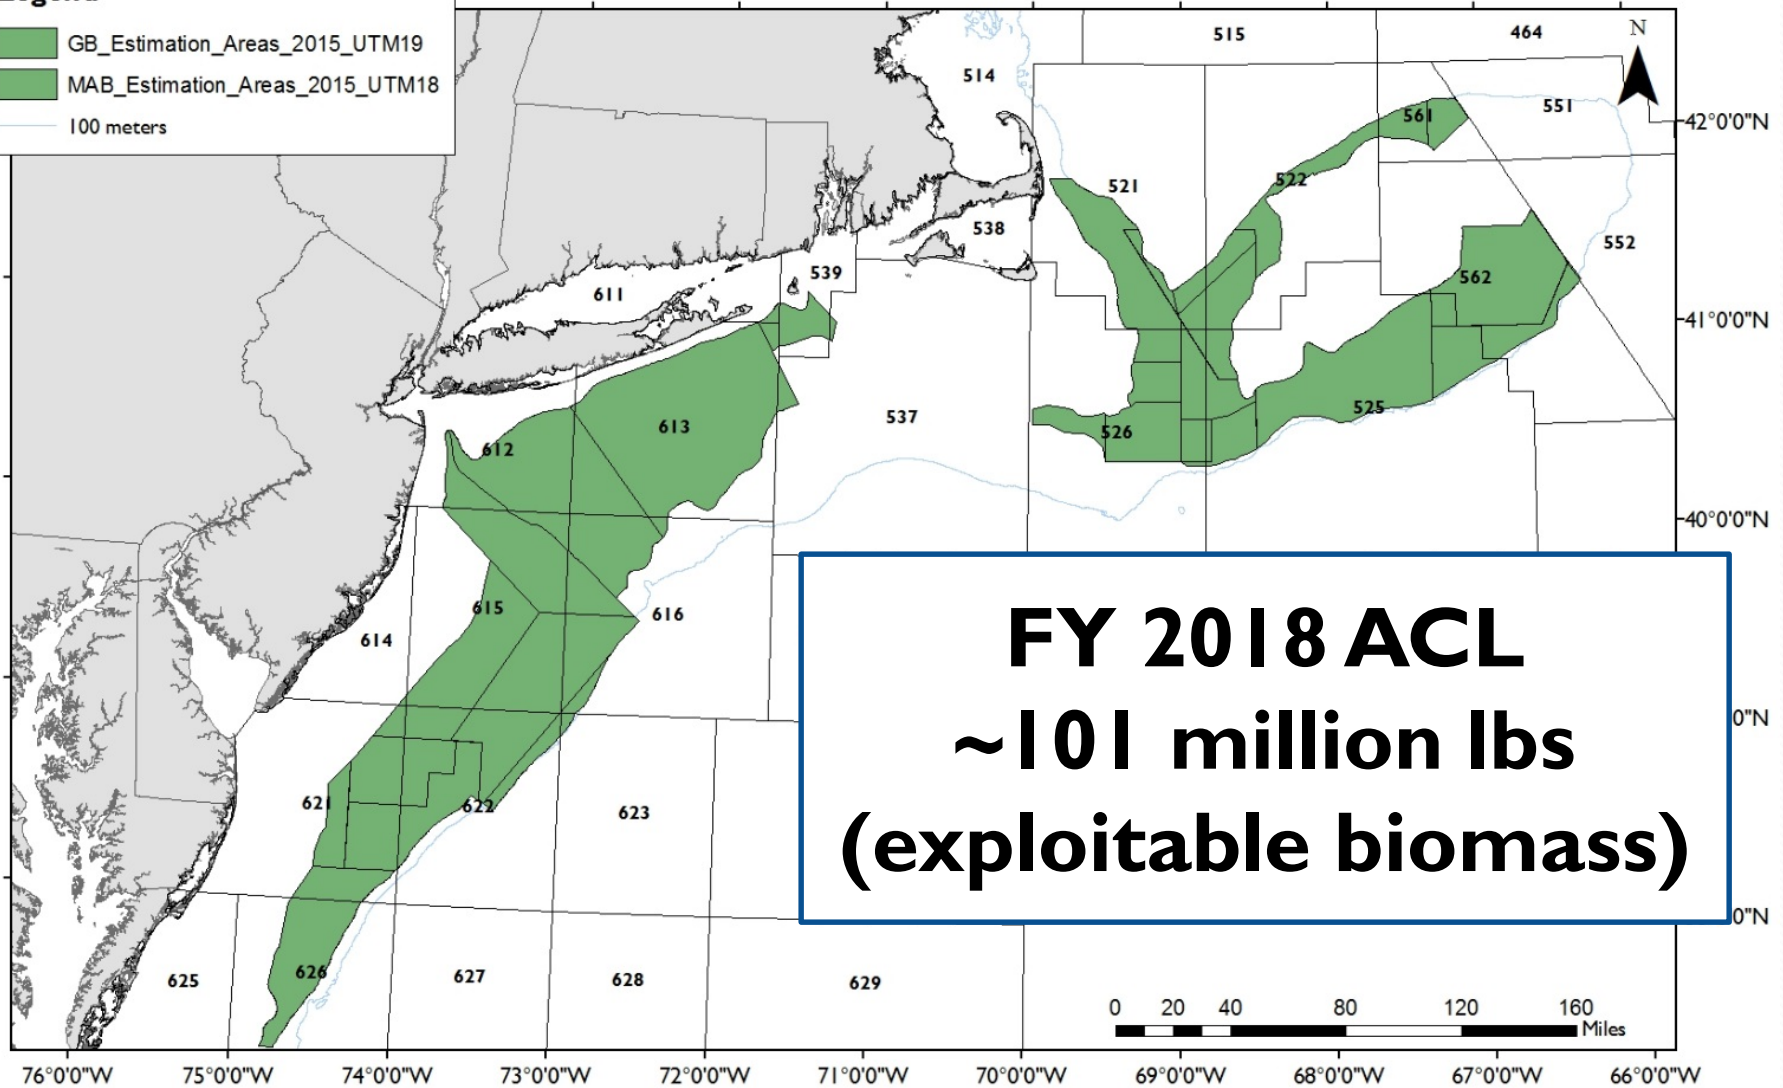 GB_Estimation_Areas_2015_UTM19
MAB_Estimation_Areas_2015_UTM18
100 meters
515
464
N
514
551
561
42°0'0"N
521
522
538
552
539
562
611
41°0'0"N
613
537
525
526
612
40°0'0"N
615
616
614
FY 2018 ACL
~101 million lbs
(exploitable biomass)
0"N
621
622
623
0"N
626
625
627
628
629
0 20 40 80 120 160
Miles
76°0'0"W 75°0'0"W 74°0'0"W 73°0'0"W 72°0'0"W 71°0'0"W 70°0'0"W 69°0'0"W 68°0'0"W 67°0'0"W 66°0'0"W